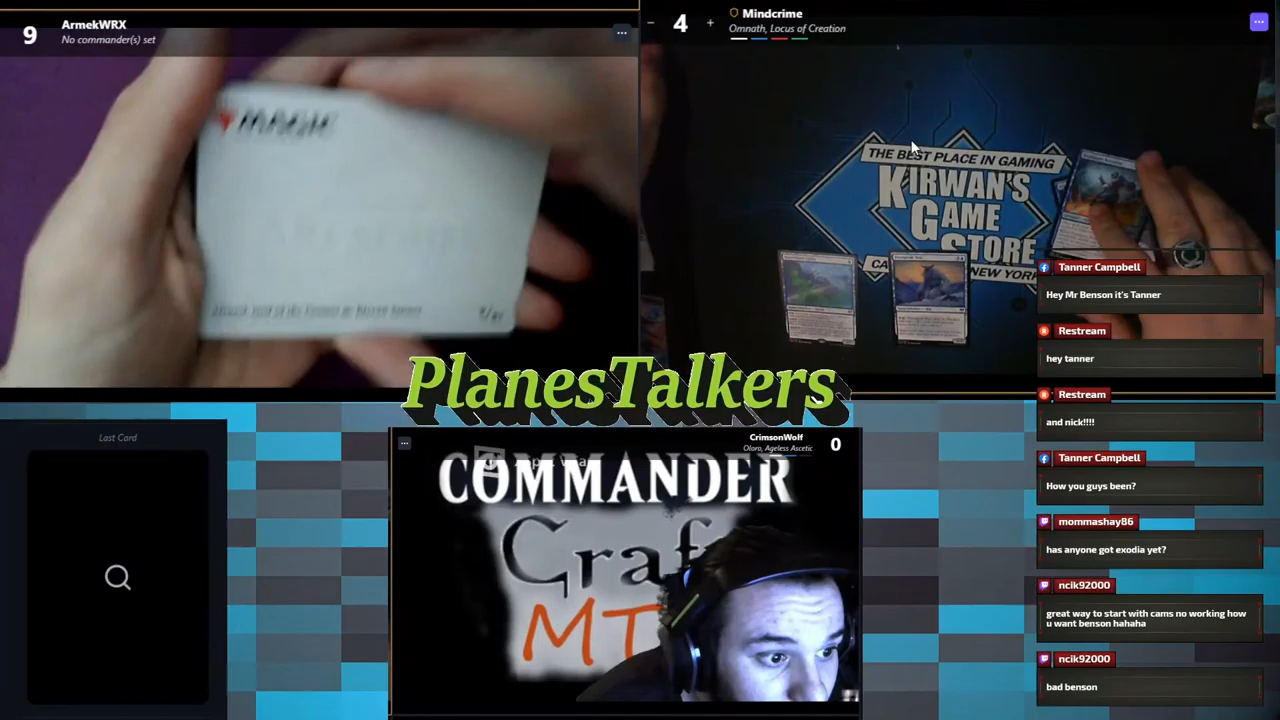 9
ArmekWRX
No commander(s) set
4
Mindcrime
Omnath, Locus of Creation
MAGIC
THE BEST PLACE IN GAMING
KIRWAN'S
GAME
STORE
NEW YORK
PlanesTalkers
Last Card
CrimsonWolf
Oloro, Ageless Ascetic
0
COMMANDER
Craf
MT
Tanner Campbell
Hey Mr Benson it's Tanner
Restream
hey tanner
Restream
and nick!!!!
Tanner Campbell
How you guys been?
mommashay86
has anyone got exodia yet?
ncik92000
great way to start with cams no working how
u want benson hahaha
ncik92000
bad benson